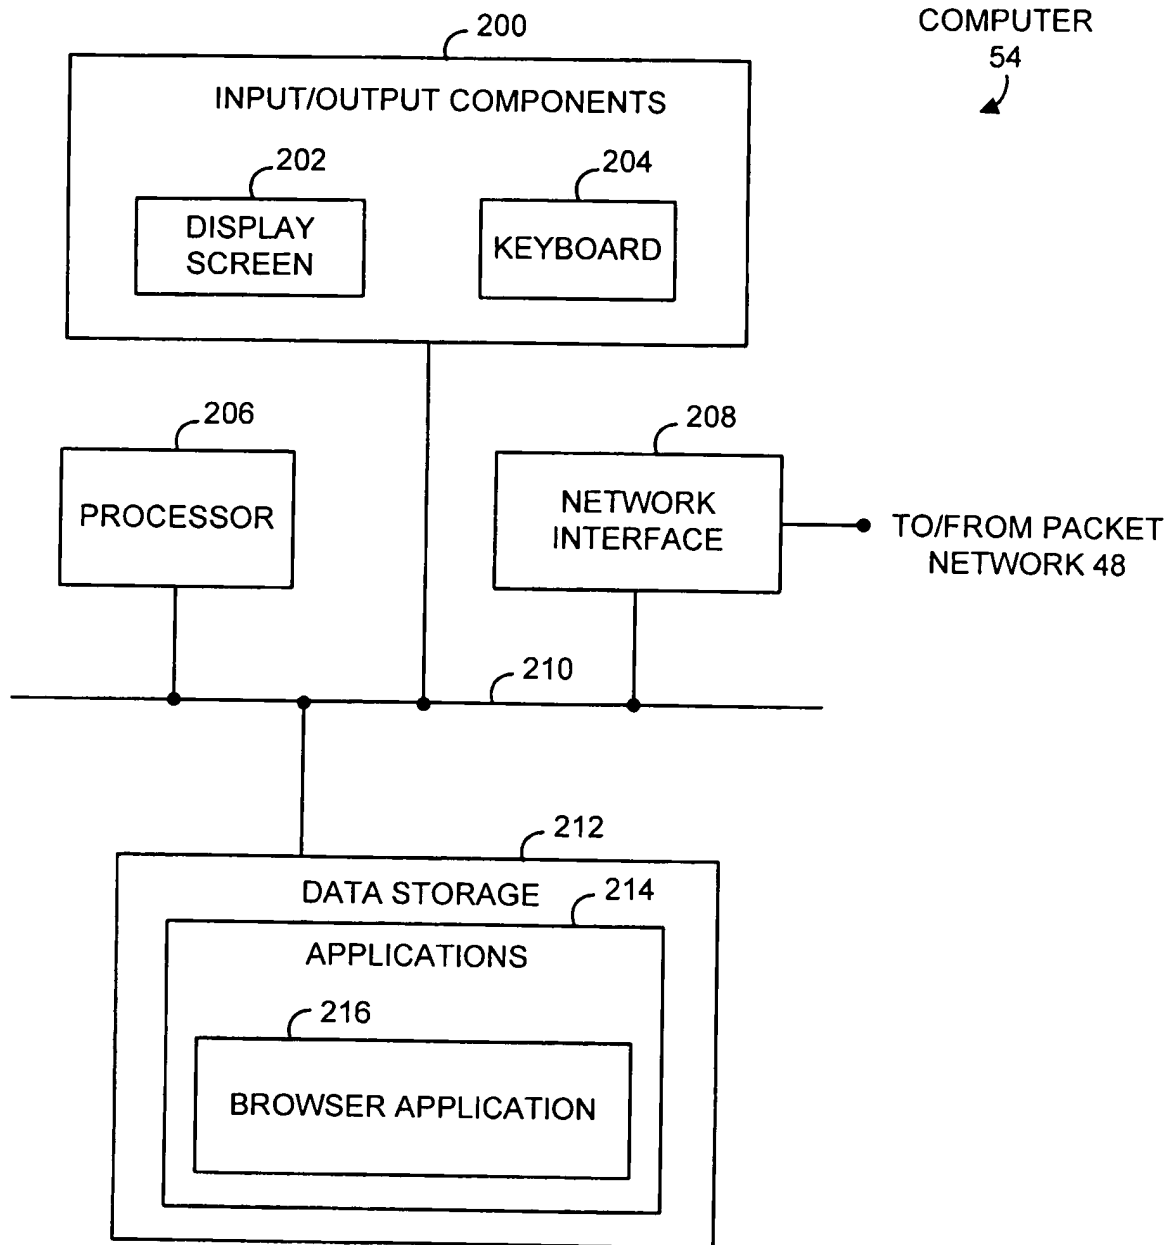 200
COMPUTER
54
INPUT/OUTPUT COMPONENTS
202
204
DISPLAY
SCREEN
KEYBOARD
206
208
PROCESSOR
NETWORK
INTERFACE
TO/FROM PACKET
NETWORK 48
210
212
DATA STORAGE
214
APPLICATIONS
216
BROWSER APPLICATION